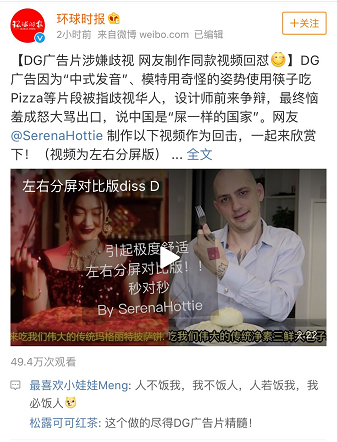 环球时报
环球时报
2小时前 来自微博 weibo.com 已编辑
+关注
【DG广告片涉嫌歧视 网友制作同款视频回怼】DG
广告因为“中式发音”、模特用奇怪的姿势使用筷子吃
Pizza等片段被指歧视华人，设计师前来争辩，最终恼
羞成怒大骂出口，说中国是“屎一样的国家”。网友
@SerenaHottie 制作以下视频作为回击，一起来欣赏
下！（视频为左右分屏版） ... 全文
左右分屏对比版diss D
引起极度舒适
左右分屏对比版！！
秒对秒
By SerenaHottie
来吃我们伟大的传统玛格丽特披萨饼
吃我们伟大的传统净素三鲜
49.4万次观看
最喜欢小娃娃Meng: 人不饭我，我不饭人，人若饭我，我
必饭人
松露可可红茶: 这个做的尽得DG广告片精髓！